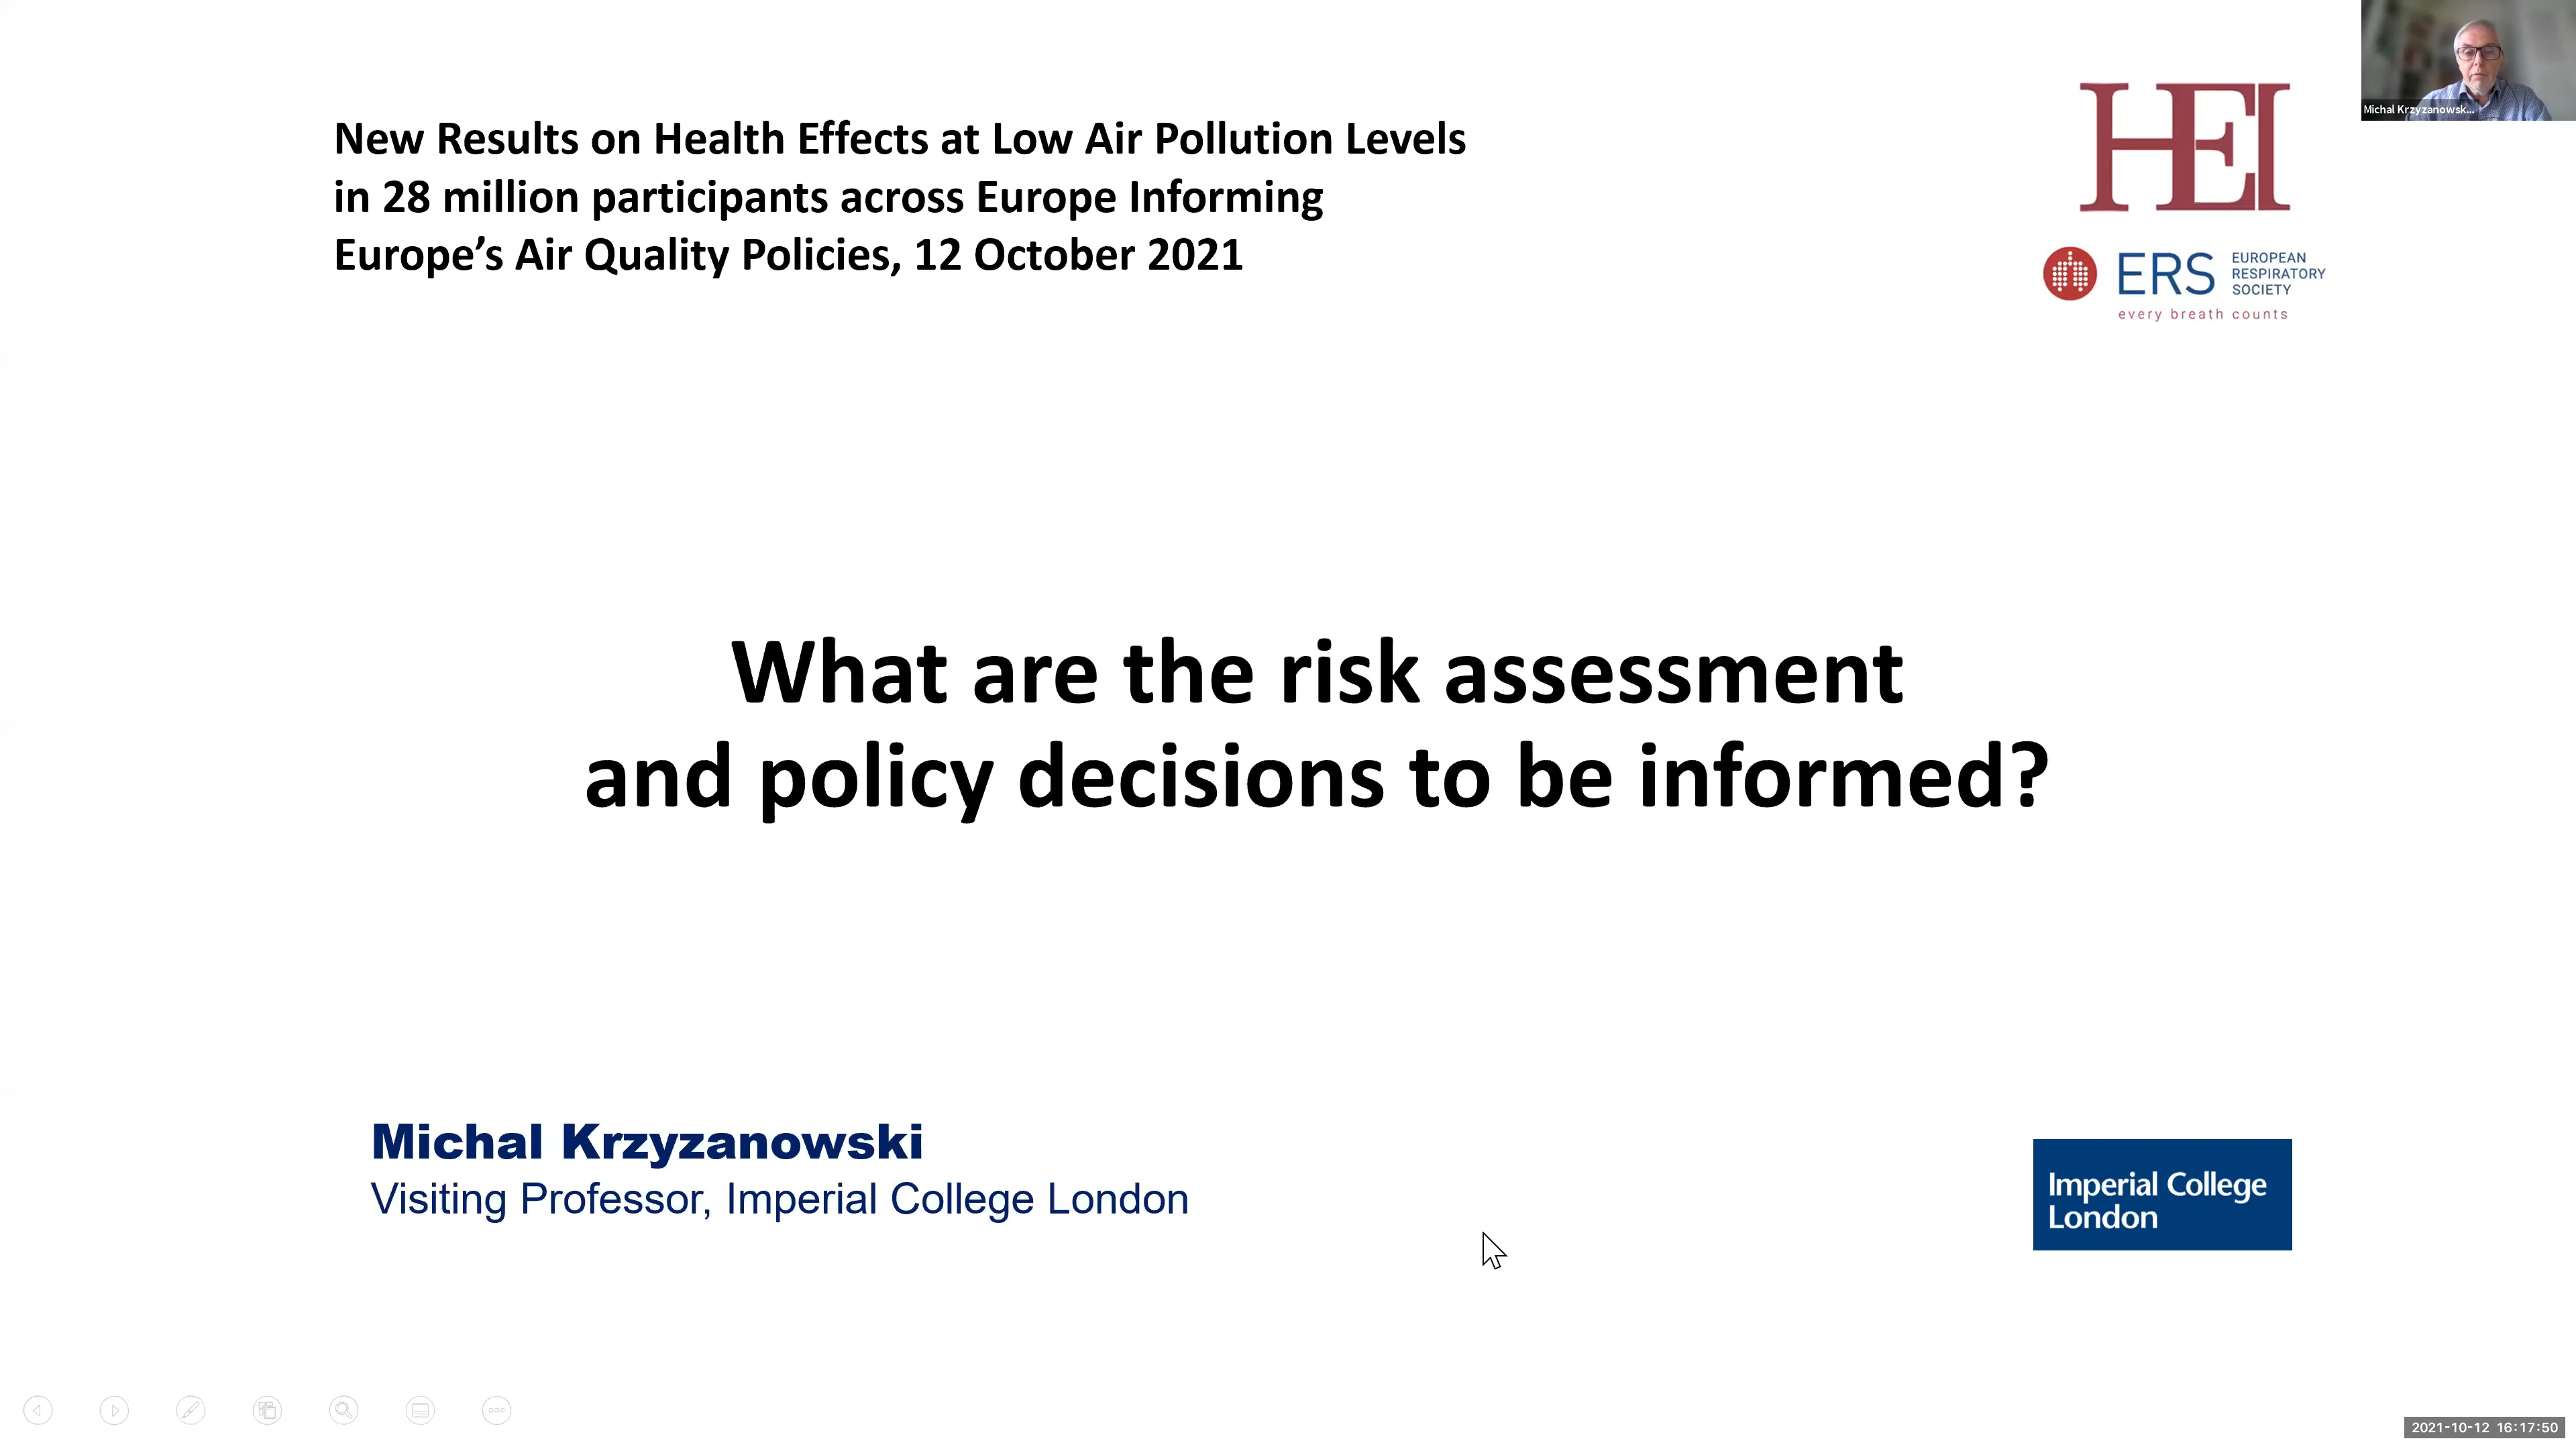 New Results on Health Effects at Low Air Pollution Levels
in 28 million participants across Europe Informing
Europe’s Air Quality Policies, 12 October 2021
HEI
ERS
EUROPEAN
RESPIRATORY
SOCIETY
every breath counts
Michal Krzyzanowsk...
What are the risk assessment
and policy decisions to be informed?
Michal Krzyzanowski
Visiting Professor, Imperial College London
Imperial College
London
2021-10-12 16:17:50